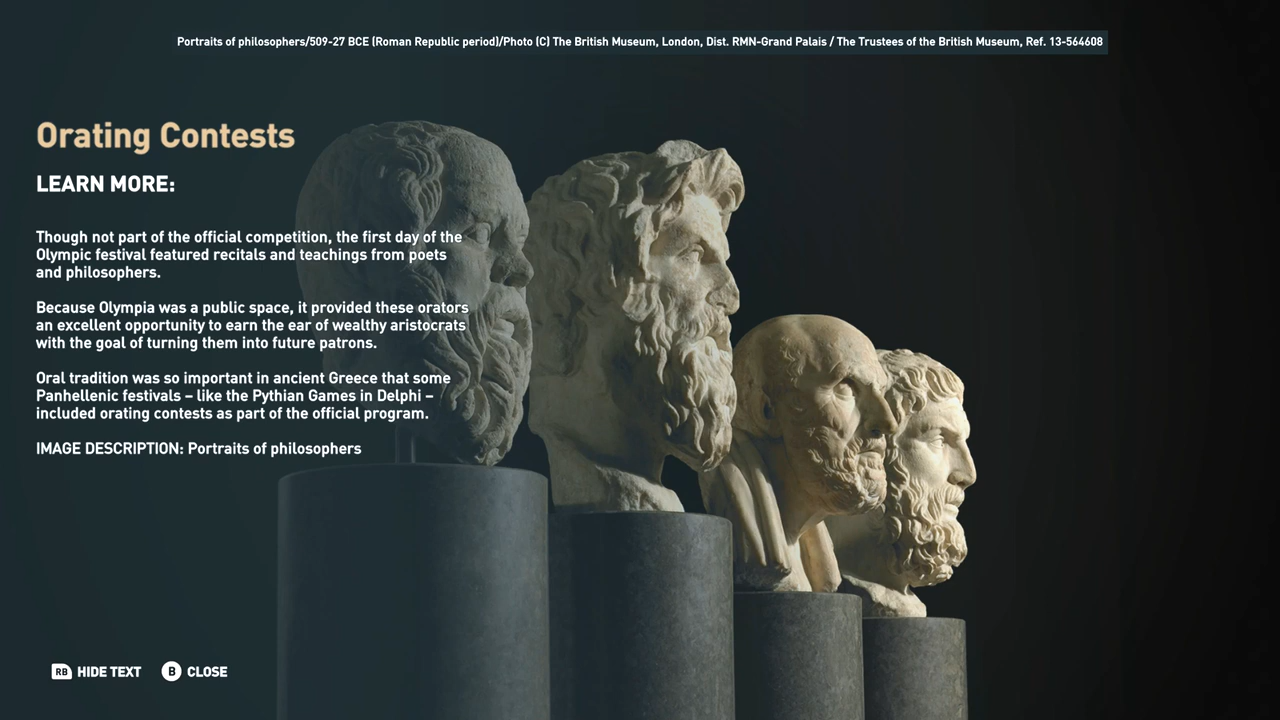 Portraits of philosophers/509-27 BCE (Roman Republic period)/Photo (C) The British Museum, London, Dist. RMN-Grand Palais / The Trustees of the British Museum, Ref. 13-564608
Orating Contests
LEARN MORE:
Though not part of the official competition, the first day of the
Olympic festival featured recitals and teachings from poets
and philosophers.
Because Olympia was a public space, it provided these orators
an excellent opportunity to earn the ear of wealthy aristocrats
with the goal of turning them into future patrons.
Oral tradition was so important in ancient Greece that some
Panhellenic festivals – like the Pythian Games in Delphi –
included orating contests as part of the official program.
IMAGE DESCRIPTION: Portraits of philosophers
RB HIDE TEXT B CLOSE